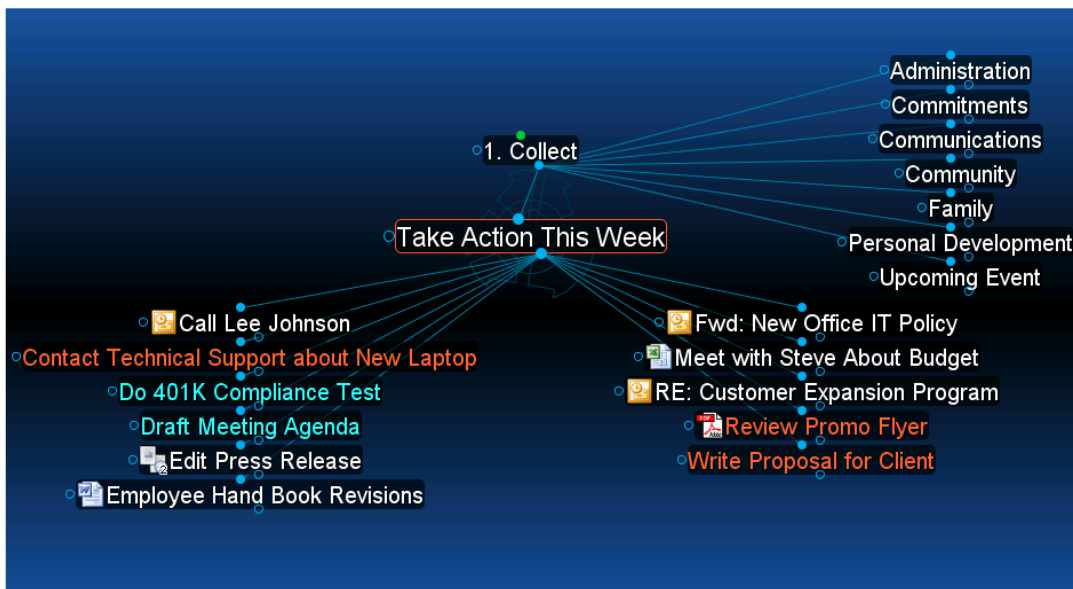 Administration
Commitments
1. Collect
Communications
Community
Family
Take Action This Week
Personal Development
Upcoming Event
Call Lee Johnson
Contact Technical Support about New Laptop
Do 401K Compliance Test
Draft Meeting Agenda
Edit Press Release
Employee Hand Book Revisions
Fwd: New Office IT Policy
Meet with Steve About Budget
RE: Customer Expansion Program
Review Promo Flyer
Write Proposal for Client